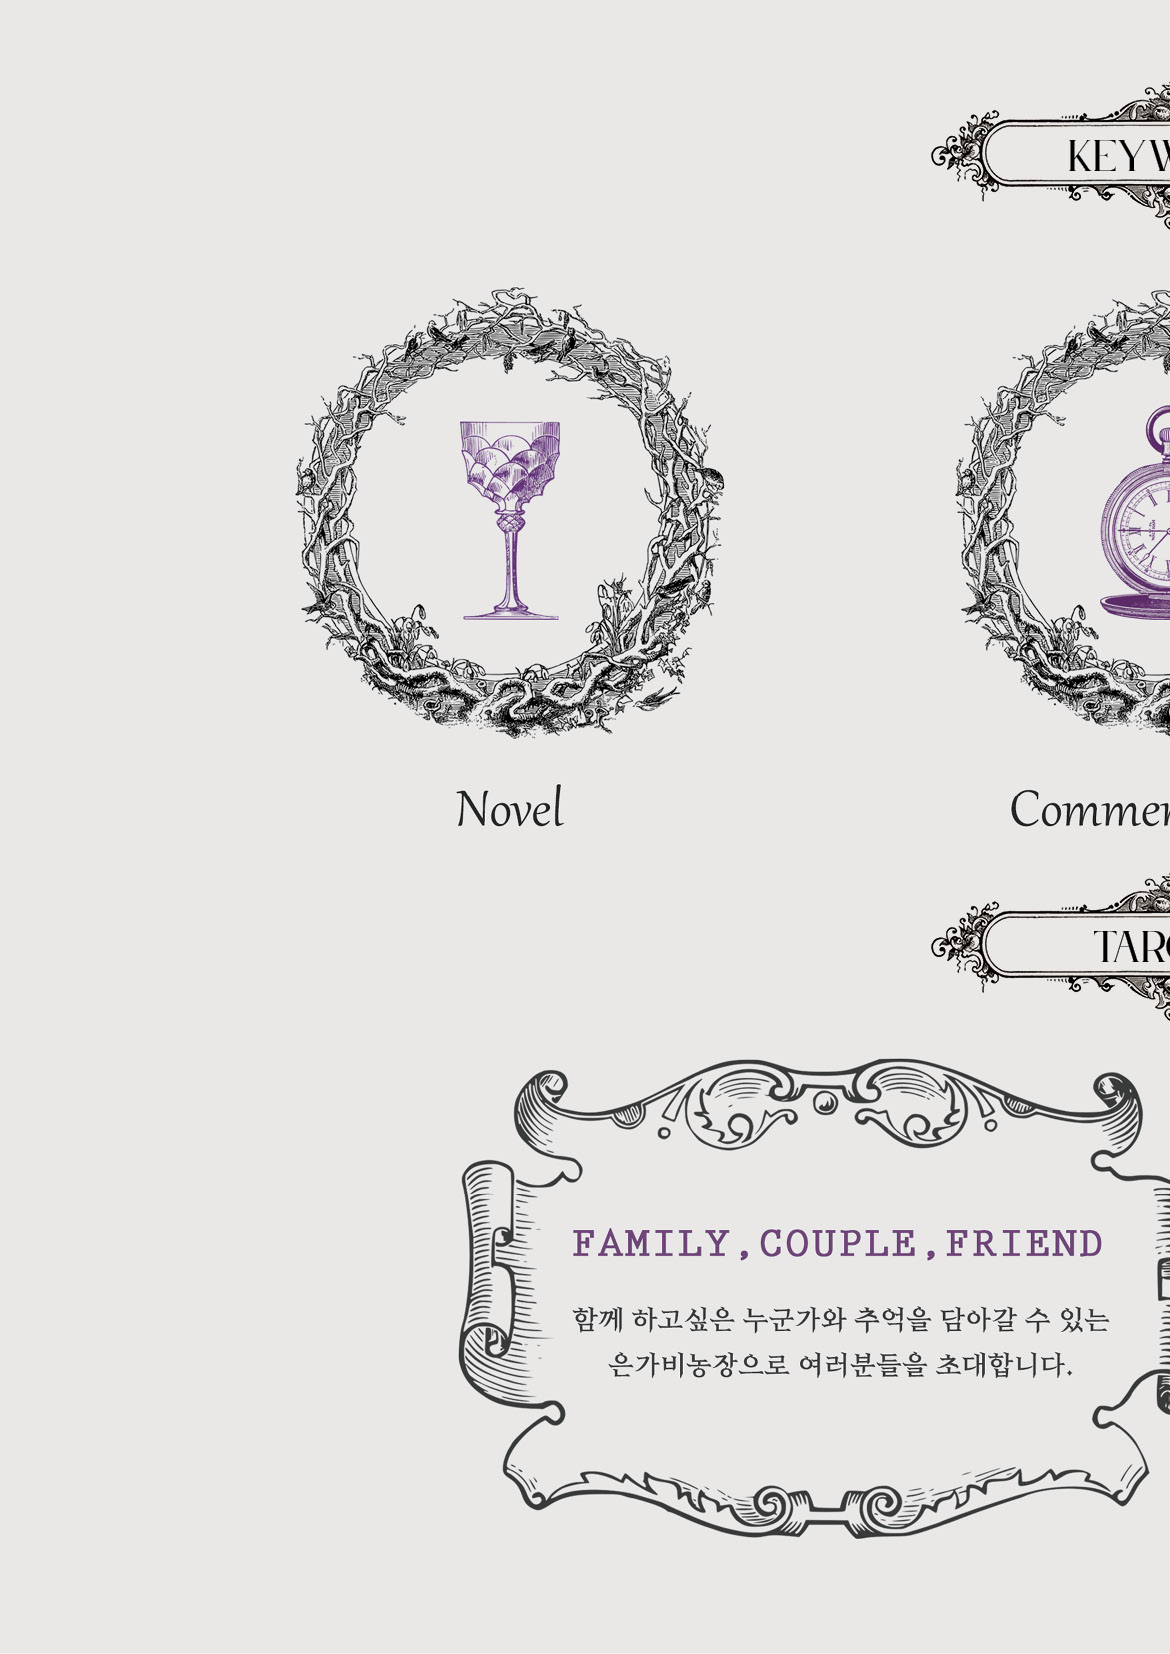 KEYW
Novel
Commer
TARG
FAMILY,COUPLE,FRIEND
함께 하고싶은 누군가와 추억을 담아갈 수 있는
은가비농장으로 여러분들을 초대합니다.